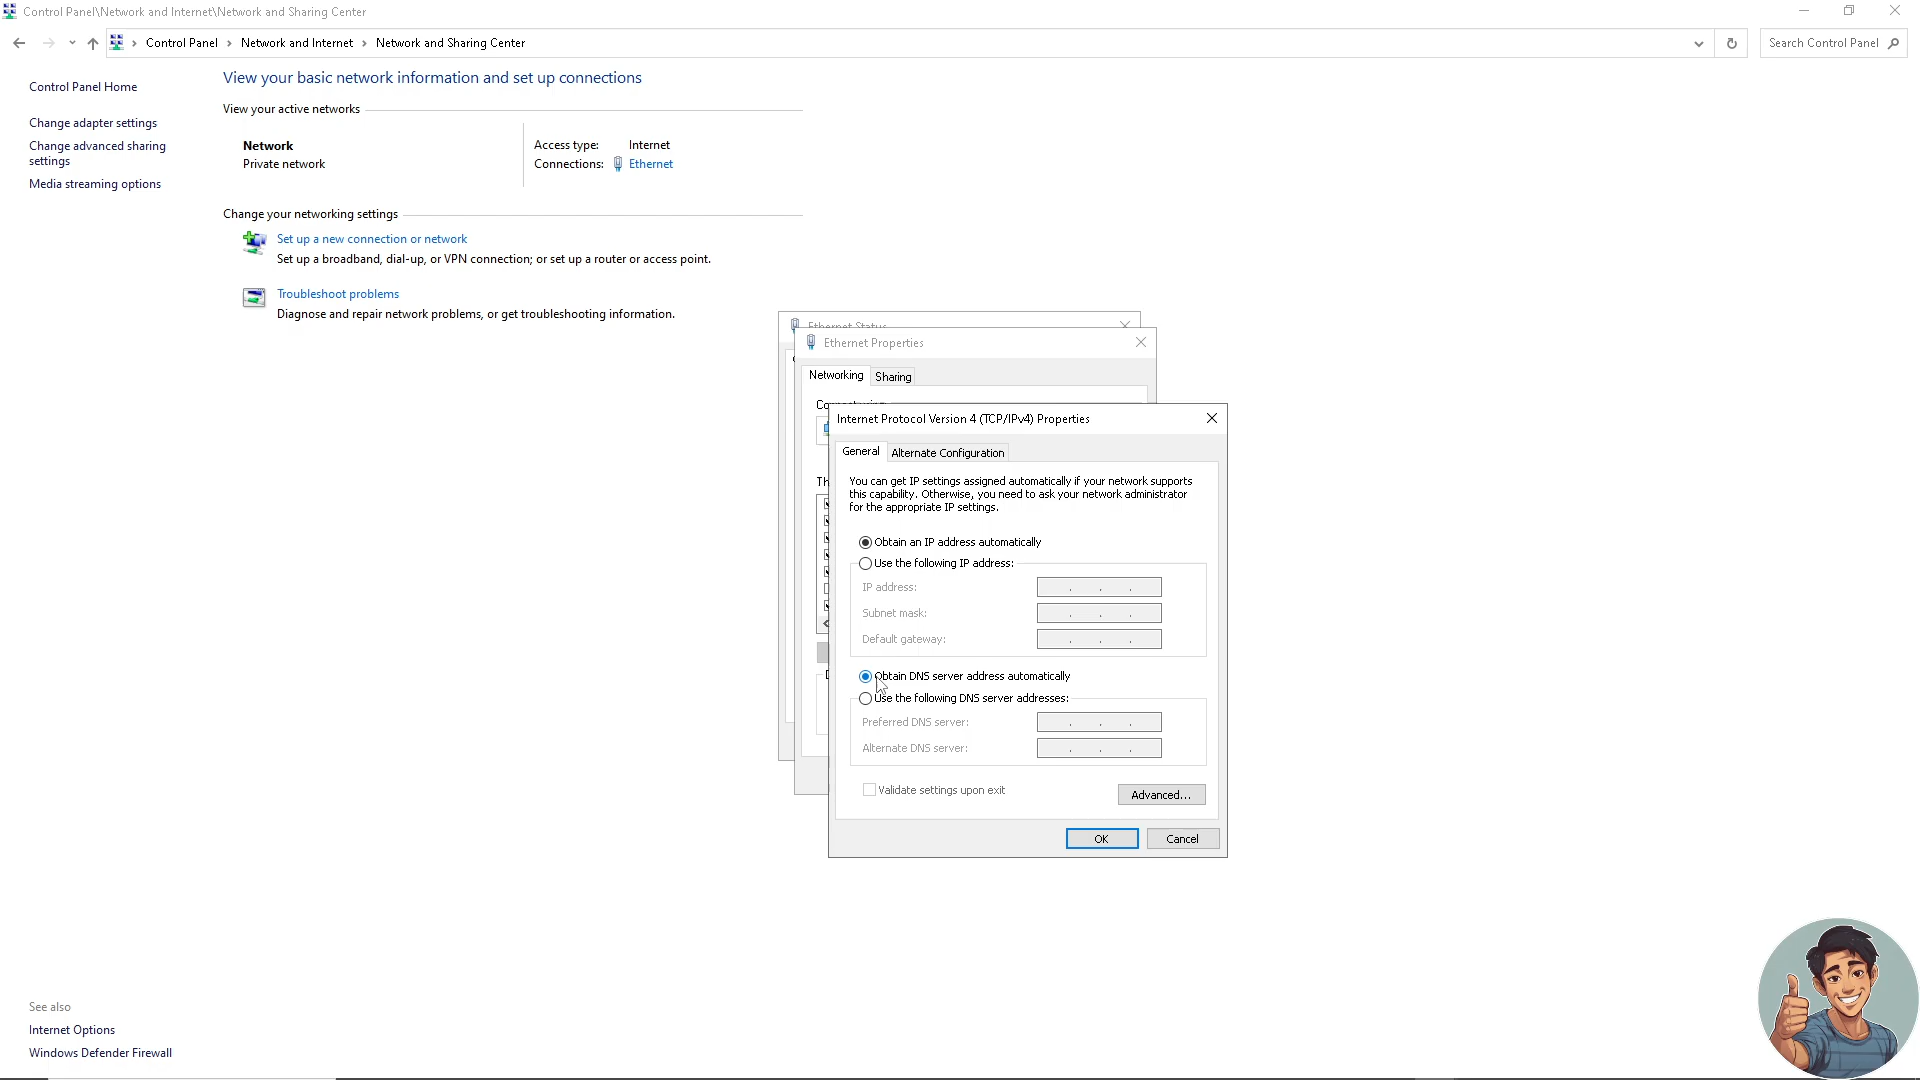 Control Panel\Network and Internet\Network and Sharing Center
Control Panel > Network and Internet > Network and Sharing Center
Search Control Panel
Control Panel Home
Change adapter settings
Change advanced sharing
settings
Media streaming options
View your basic network information and set up connections
View your active networks
Network
Private network
Access type: Internet
Connections: Ethernet
Change your networking settings
Set up a new connection or network
Set up a broadband, dial-up, or VPN connection; or set up a router or access point.
Troubleshoot problems
Diagnose and repair network problems, or get troubleshooting information.
Ethernet Status
Ethernet Properties
Networking
Sharing
Internet Protocol Version 4 (TCP/IPv4) Properties
General
Alternate Configuration
You can get IP settings assigned automatically if your network supports
this capability. Otherwise, you need to ask your network administrator
for the appropriate IP settings.
Obtain an IP address automatically
Use the following IP address:
IP address:
Subnet mask:
Default gateway:
Obtain DNS server address automatically
Use the following DNS server addresses:
Preferred DNS server:
Alternate DNS server:
Validate settings upon exit
Advanced...
OK
Cancel
See also
Internet Options
Windows Defender Firewall